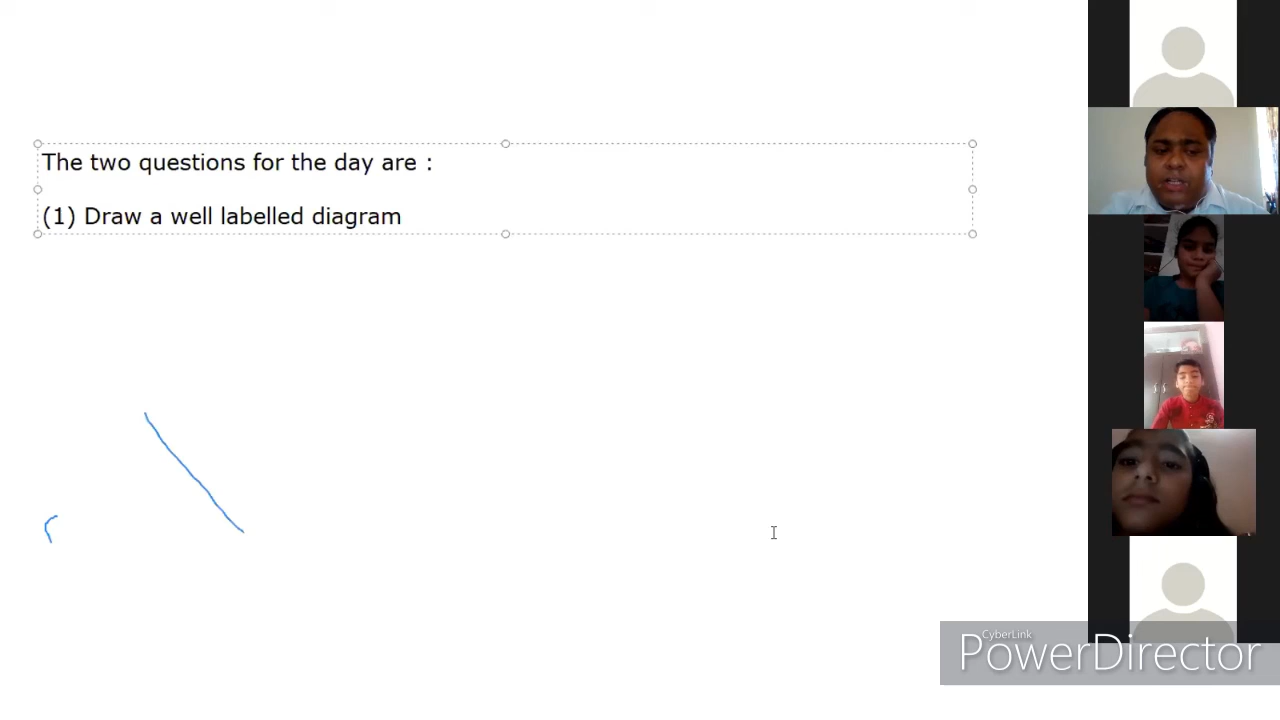 The two questions for the day are :
(1) Draw a well labelled diagram
CyberLink
PowerDirector